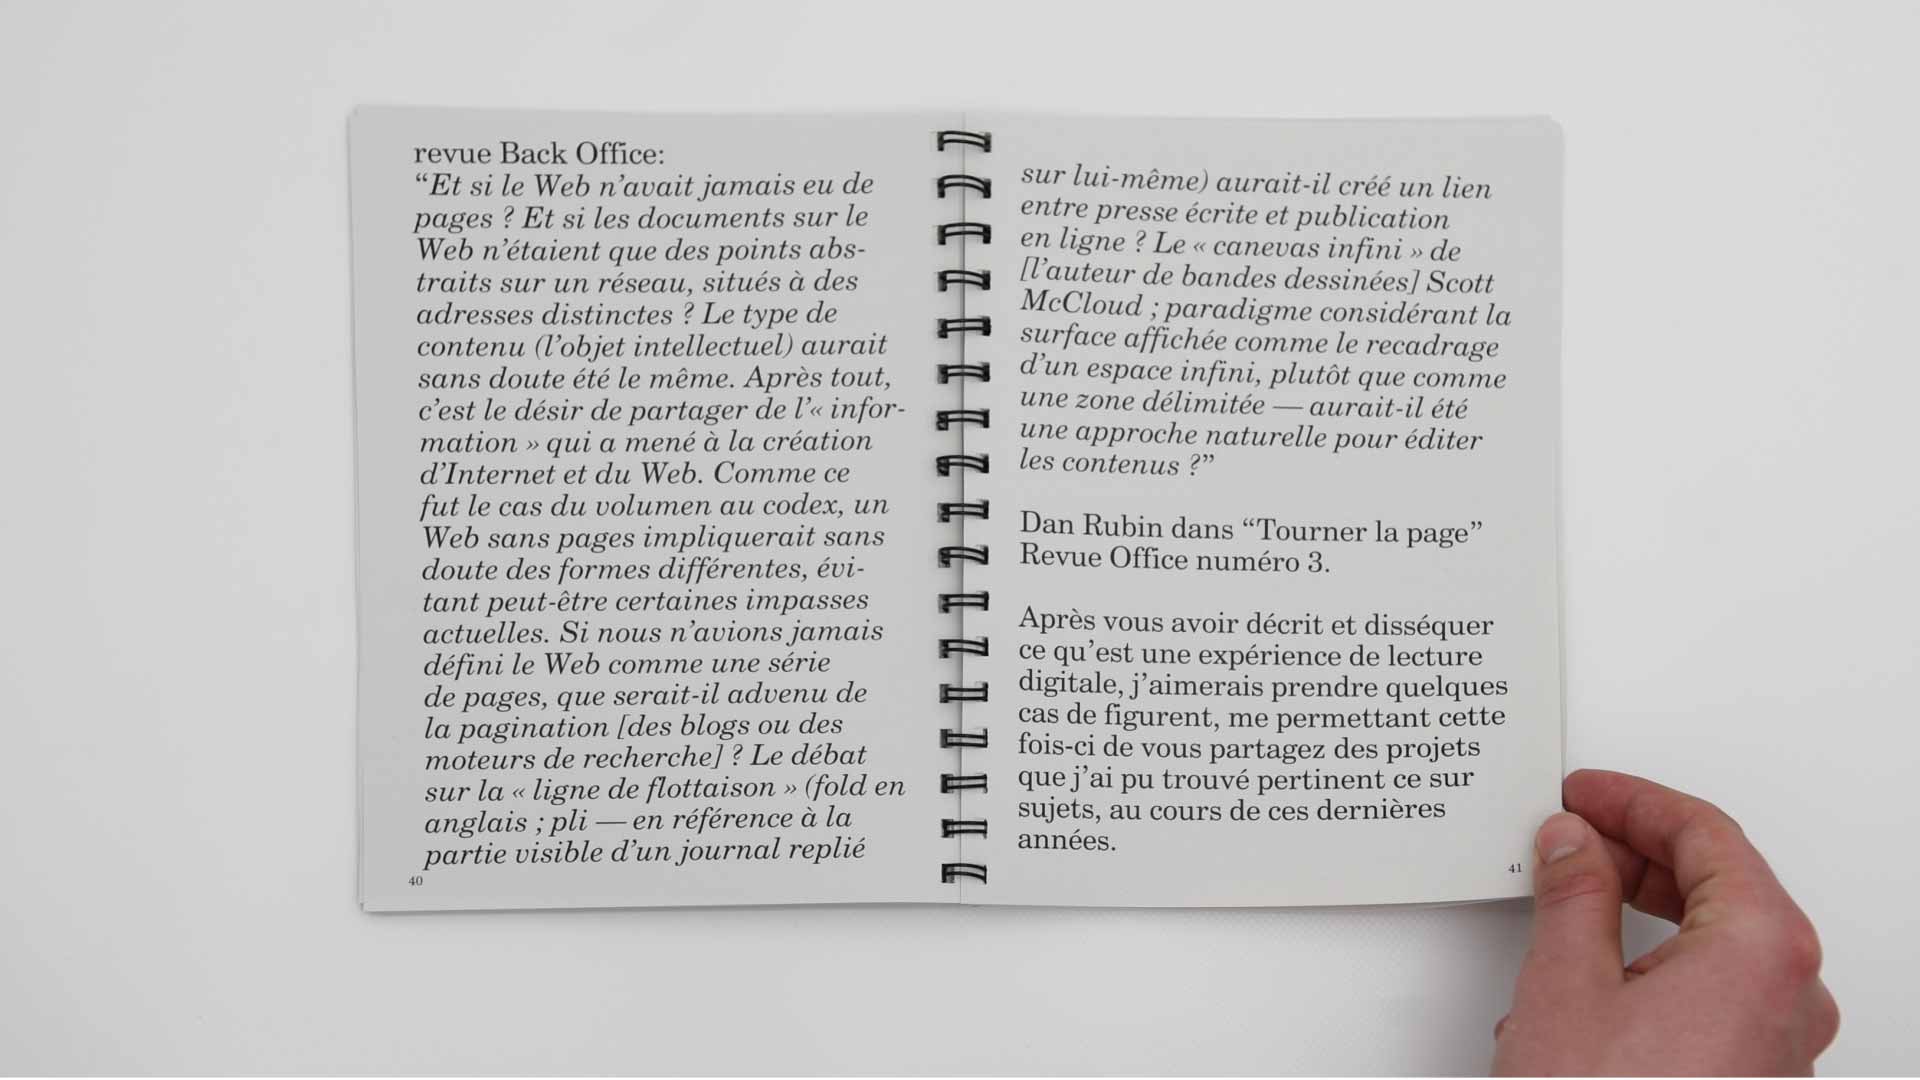 revue Back Office:
“Et si le Web n’avait jamais eu de
pages ? Et si les documents sur le
Web n’étaient que des points abs-
traits sur un réseau, situés à des
adresses distinctes ? Le type de
contenu (l’objet intellectuel) aurait
sans doute été le même. Après tout,
c’est le désir de partager de l’« infor-
mation » qui a mené à la création
d’Internet et du Web. Comme ce
fut le cas du volumen au codex, un
Web sans pages impliquerait sans
doute des formes différentes, évi-
tant peut-être certaines impasses
actuelles. Si nous n’avions jamais
défini le Web comme une série
de pages, que serait-il advenu de
la pagination [des blogs ou des
moteurs de recherche] ? Le débat
sur la « ligne de flottaison » (fold en
anglais ; pli — en référence à la
partie visible d’un journal replié
40
sur lui-même) aurait-il créé un lien
entre presse écrite et publication
en ligne ? Le « canevas infini » de
[l’auteur de bandes dessinées] Scott
McCloud ; paradigme considérant la
surface affichée comme le recadrage
d’un espace infini, plutôt que comme
une zone délimitée — aurait-il été
une approche naturelle pour éditer
les contenus ?”
Dan Rubin dans “Tourner la page”
Revue Office numéro 3.
Après vous avoir décrit et disséquer
ce qu’est une expérience de lecture
digitale, j’aimerais prendre quelques
cas de figurent, me permettant cette
fois-ci de vous partagez des projets
que j’ai pu trouvé pertinent ce sur
sujets, au cours de ces dernières
années.
41